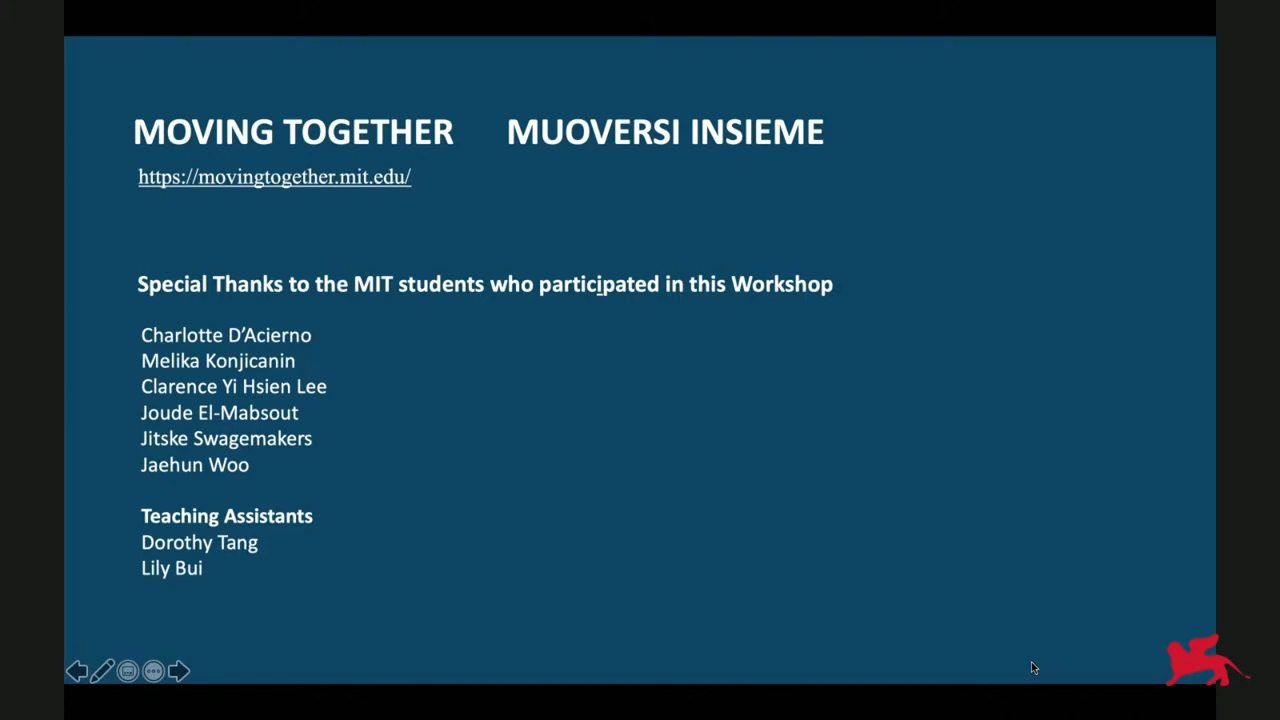 MOVING TOGETHER MUOVERSI INSIEME
https://movingtogether.mit.edu/
Special Thanks to the MIT students who participated in this Workshop
Charlotte D’Acierno
Melika Konjicanin
Clarence Yi Hsien Lee
Joude El-Mabsout
Jitske Swagemakers
Jaehun Woo
Teaching Assistants
Dorothy Tang
Lily Bui